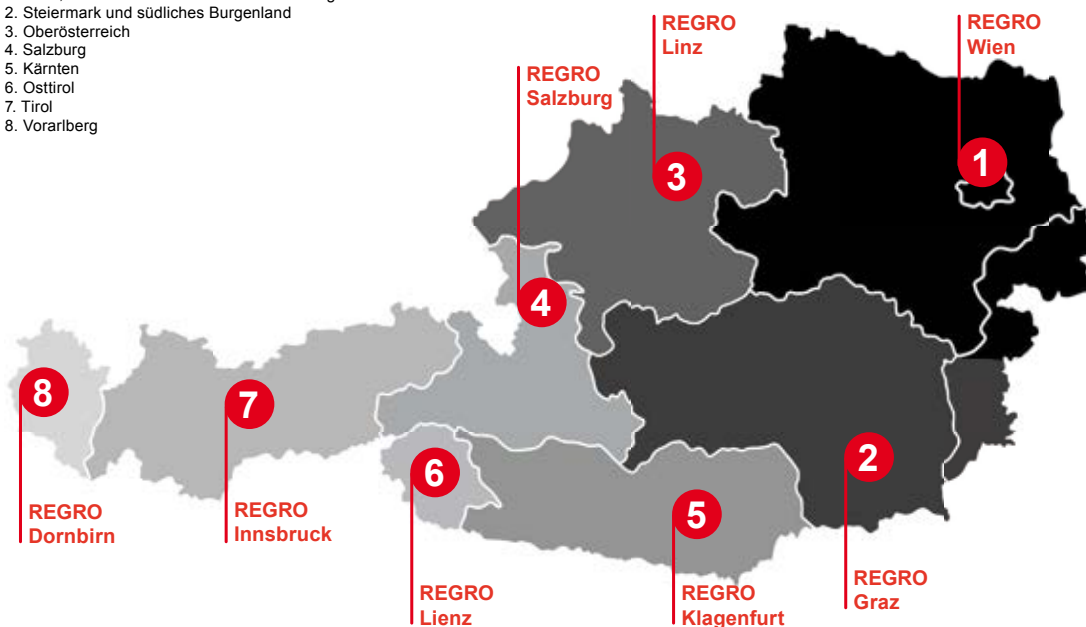 2. Steiermark und südliches Burgenland
3. Oberösterreich
4. Salzburg
5. Kärnten
6. Osttirol
7. Tirol
8. Vorarlberg
REGRO
Linz
REGRO
Wien
REGRO
Salzburg
1
3
4
8
7
6
2
5
REGRO
Dornbirn
REGRO
Innsbruck
REGRO
Lienz
REGRO
Klagenfurt
REGRO
Graz